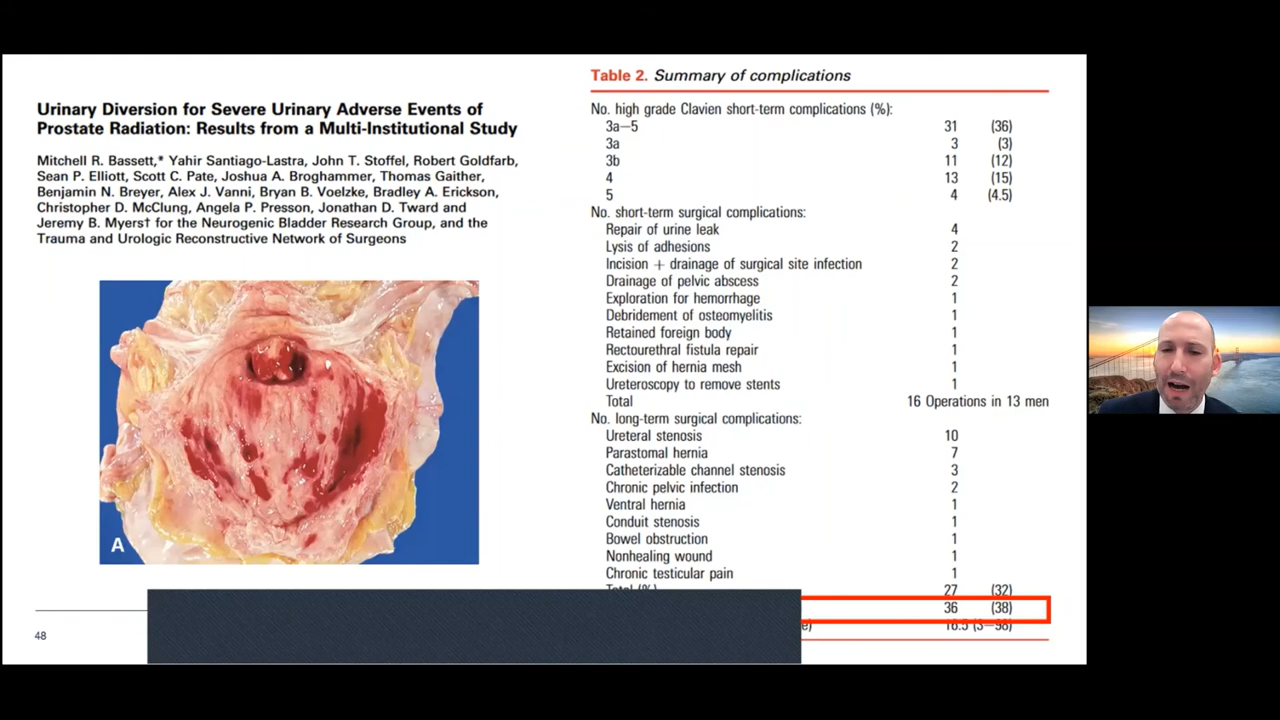 Urinary Diversion for Severe Urinary Adverse Events of
Prostate Radiation: Results from a Multi-Institutional Study
Mitchell R. Bassett,* Yahir Santiago-Lastra, John T. Stoffel, Robert Goldfarb,
Sean P. Elliott, Scott C. Pate, Joshua A. Broghammer, Thomas Gaither,
Benjamin N. Breyer, Alex J. Vanni, Bryan B. Voelzke, Bradley A. Erickson,
Christopher D. McClung, Angela P. Presson, Jonathan D. Tward and
Jeremy B. Myers† for the Neurogenic Bladder Research Group, and the
Trauma and Urologic Reconstructive Network of Surgeons
A
48
Table 2. Summary of complications
No. high grade Clavien short-term complications (%):
3a–5 31 (36)
3a 3 (3)
3b 11 (12)
4 13 (15)
5 4 (4.5)
No. short-term surgical complications:
Repair of urine leak 4
Lysis of adhesions 2
Incision + drainage of surgical site infection 2
Drainage of pelvic abscess 2
Exploration for hemorrhage 1
Debridement of osteomyelitis 1
Retained foreign body 1
Rectourethral fistula repair 1
Excision of hernia mesh 1
Ureteroscopy to remove stents 1
Total 16 Operations in 13 men
No. long-term surgical complications:
Ureteral stenosis 10
Parastomal hernia 7
Catheterizable channel stenosis 3
Chronic pelvic infection 2
Ventral hernia 1
Conduit stenosis 1
Bowel obstruction 1
Nonhealing wound 1
Chronic testicular pain 1
Total (%) 27 (32)
36 (38)
16.5 (3–98)